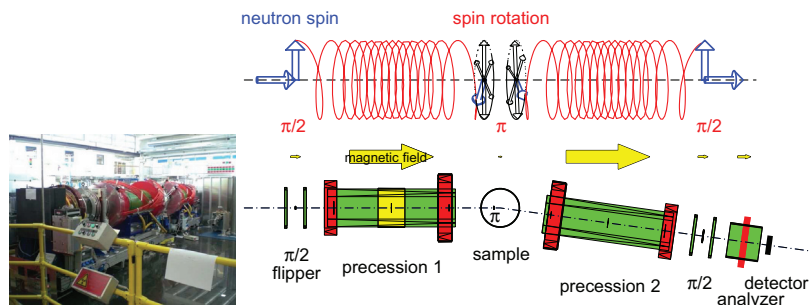 neutron spin
spin rotation
π/2
π
π/2
magnetic field
π
π/2
flipper
precession 1
sample
precession 2
π/2
analyzer
detector